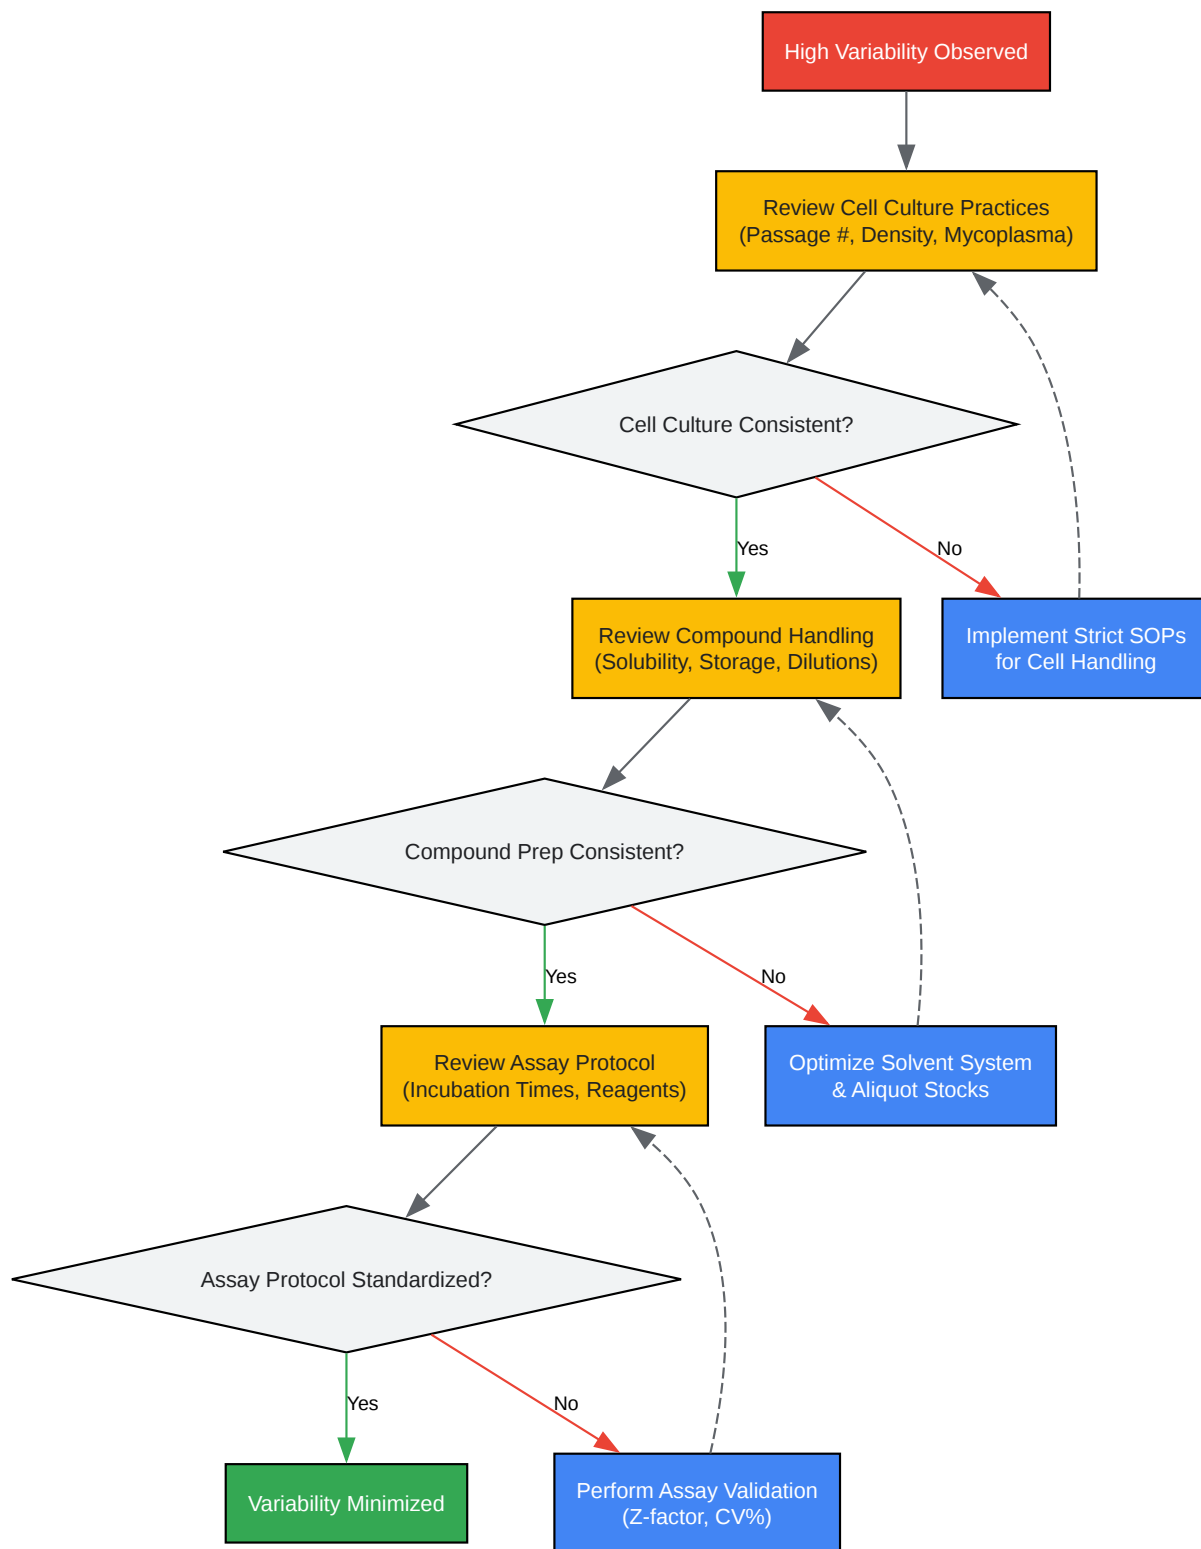 High Variability Observed
Review Cell Culture Practices
(Passage #, Density, Mycoplasma)
Cell Culture Consistent?
Yes
No
Review Compound Handling
(Solubility, Storage, Dilutions)
Implement Strict SOPs
for Cell Handling
Compound Prep Consistent?
Yes
No
Review Assay Protocol
(Incubation Times, Reagents)
Optimize Solvent System
& Aliquot Stocks
Assay Protocol Standardized?
Yes
No
Variability Minimized
Perform Assay Validation
(Z-factor, CV%)